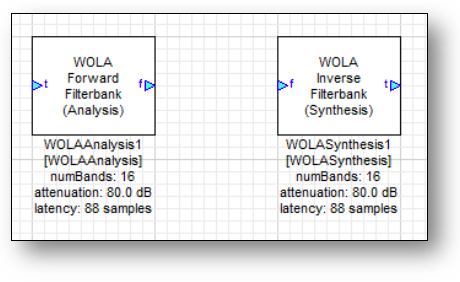 WOLA
Forward
Filterbank
(Analysis)
t
f
WOLAAnalysis1
[WOLAAnalysis]
numBands: 16
attenuation: 80.0 dB
latency: 88 samples
WOLA
Inverse
Filterbank
(Synthesis)
f
t
WOLASynthesis1
[WOLASynthesis]
numBands: 16
attenuation: 80.0 dB
latency: 88 samples